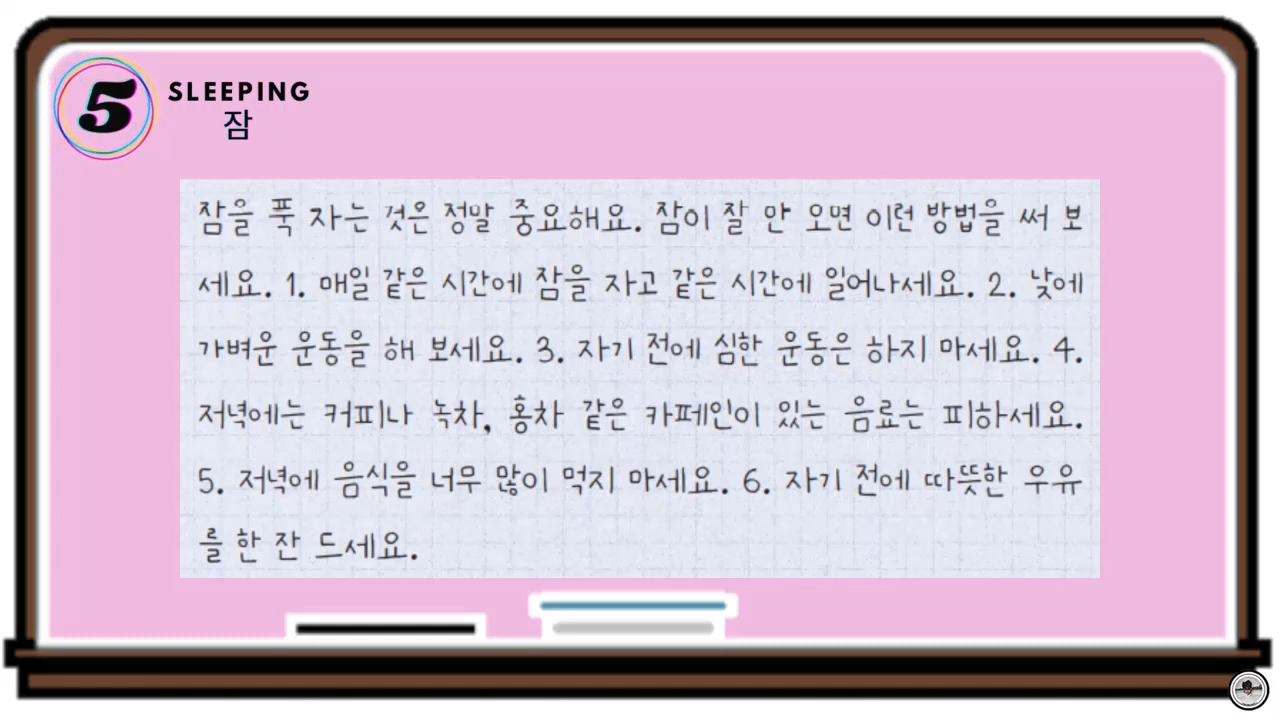 5
SLEEPING
잠
잠을 푹 자는 것은 정말 중요해요. 잠이 잘 안 오면 이런 방법을 써 보
세요. 1. 매일 같은 시간에 잠을 자고 같은 시간에 일어나세요. 2. 낮에
가벼운 운동을 해 보세요. 3. 자기 전에 심한 운동은 하지 마세요. 4.
저녁에는 커피나 녹차, 홍차 같은 카페인이 있는 음료는 피하세요.
5. 저녁에 음식을 너무 많이 먹지 마세요. 6. 자기 전에 따뜻한 우유
를 한 잔 드세요.